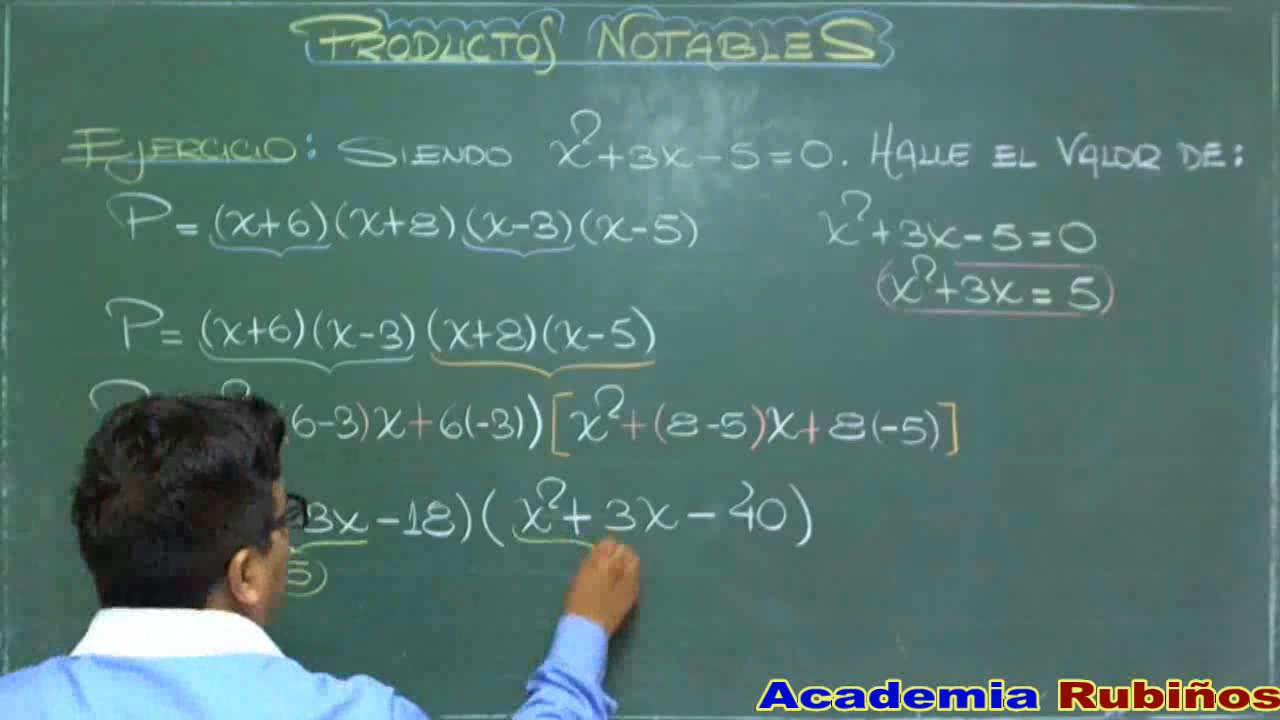 PRODUCTOS NOTABLES
EJERCICIO: SIENDO x²+3x-5=0. HALLE EL VALOR DE:
P=(x+6)(x+8)(x-3)(x-5)
x²+3x-5=0
(x²+3x=5)
P=(x+6)(x-3)(x+8)(x-5)
P (6-3)x+6(-3))[x²+(8-5)x+8(-5)]
3x-18)(x²+3x-40)
5)
Academia Rubiños